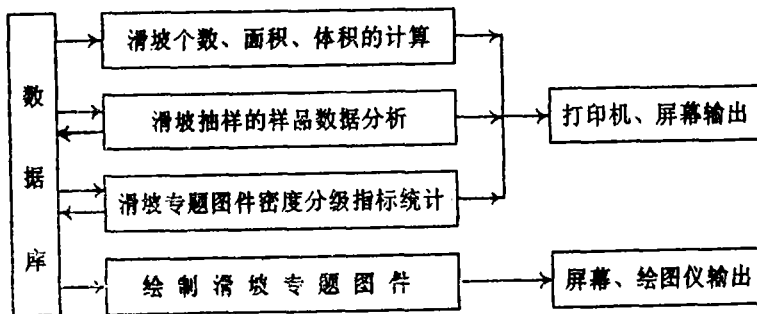 数据库
滑坡个数、面积、体积的计算
滑坡抽样的样品数据分析
滑坡专题图件密度分级指标统计
绘制滑坡专题图件
打印机、屏幕输出
屏幕、绘图仪输出